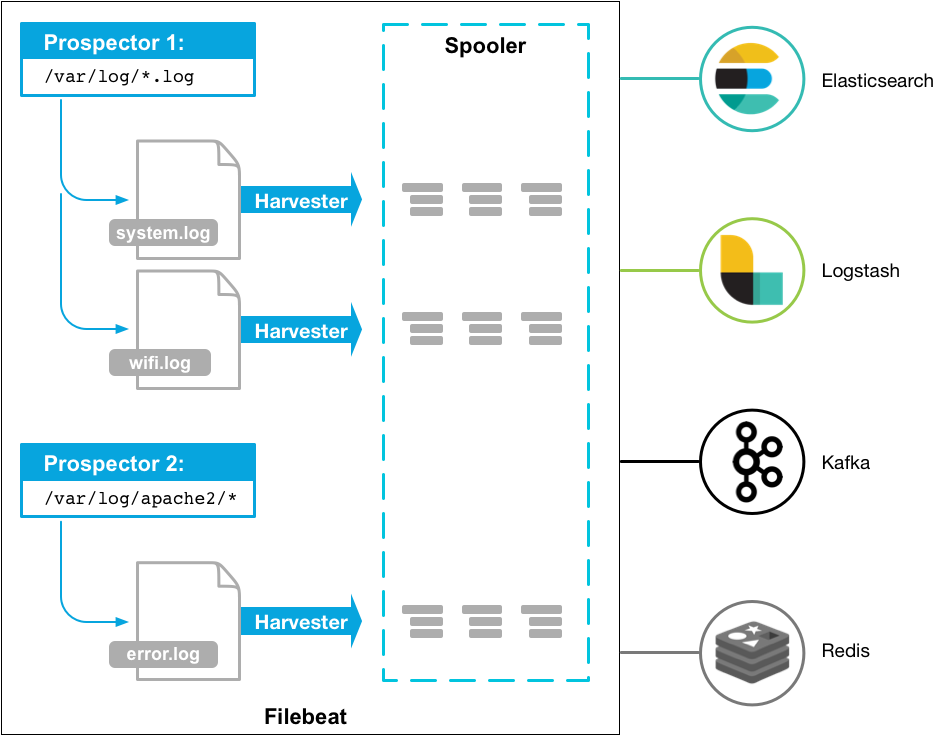 Prospector 1:
/var/log/*.log
Spooler
system.log
Harvester
wifi.log
Harvester
Prospector 2:
/var/log/apache2/*
error.log
Harvester
Filebeat
Elasticsearch
Logstash
Kafka
Redis